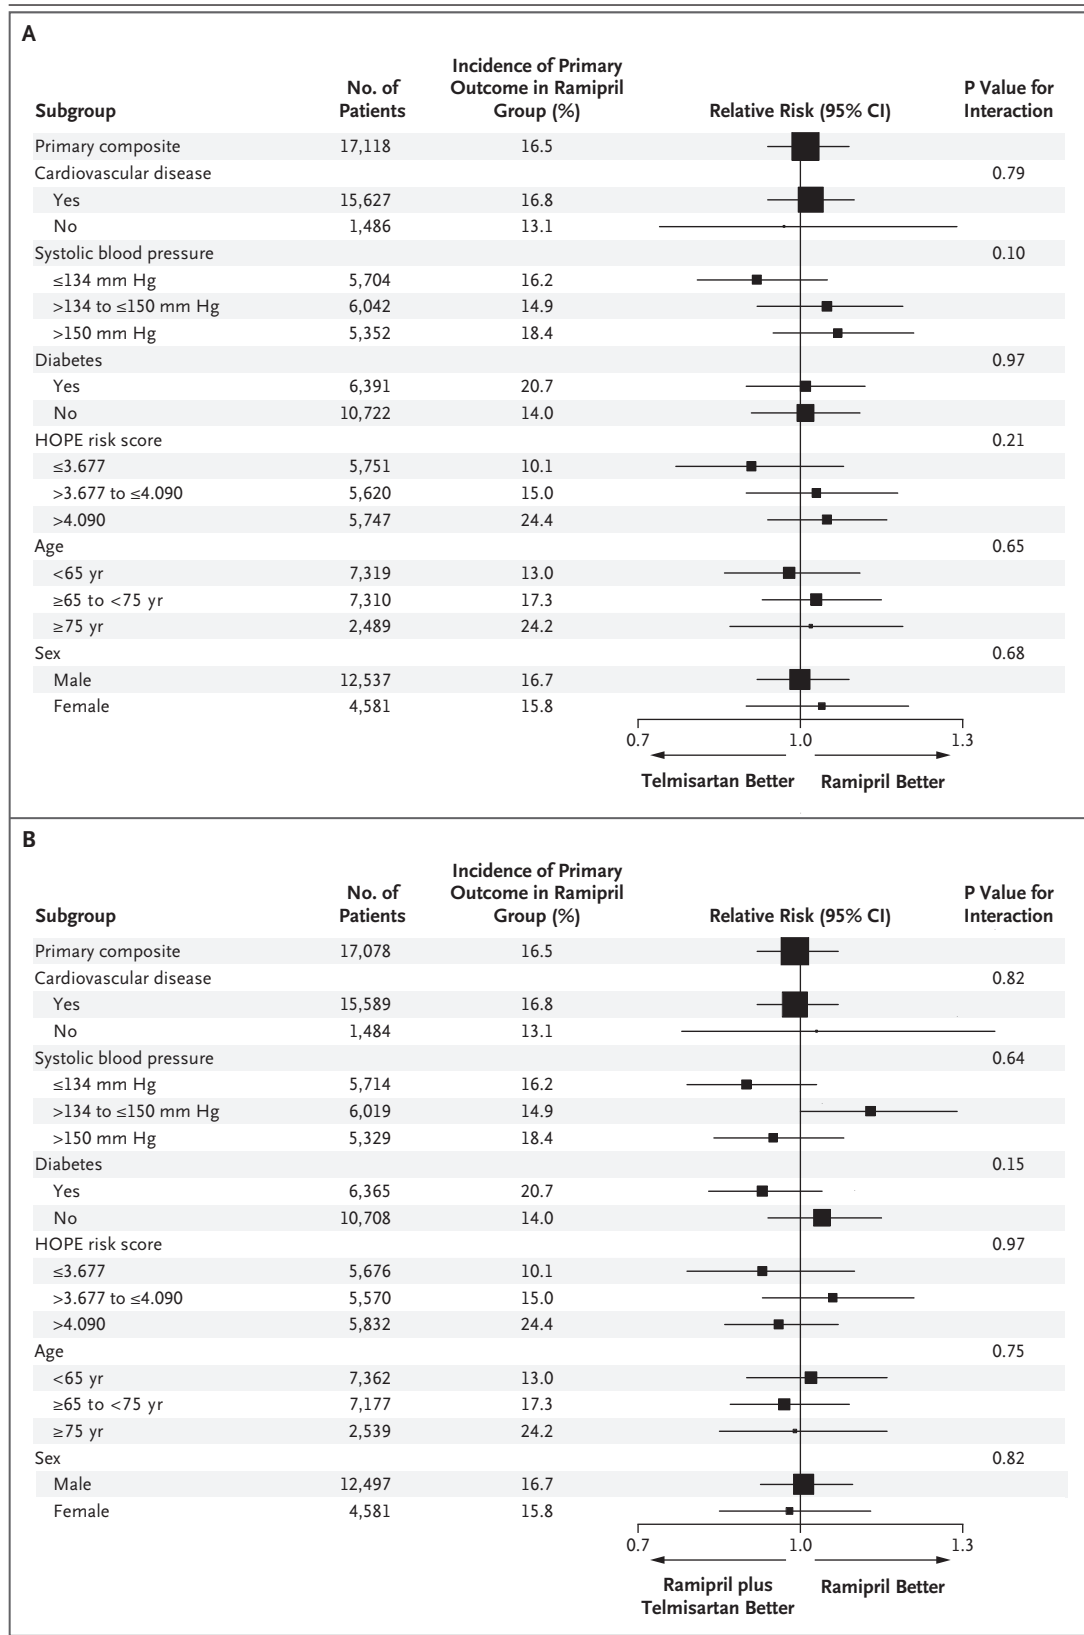 A
Subgroup No. of Patients Incidence of Primary Outcome in Ramipril Group (%) Relative Risk (95% CI) P Value for Interaction
Primary composite 17,118 16.5
Cardiovascular disease 0.79
Yes 15,627 16.8
No 1,486 13.1
Systolic blood pressure 0.10
≤134 mm Hg 5,704 16.2
>134 to ≤150 mm Hg 6,042 14.9
>150 mm Hg 5,352 18.4
Diabetes 0.97
Yes 6,391 20.7
No 10,722 14.0
HOPE risk score 0.21
≤3.677 5,751 10.1
>3.677 to ≤4.090 5,620 15.0
>4.090 5,747 24.4
Age 0.65
<65 yr 7,319 13.0
≥65 to <75 yr 7,310 17.3
≥75 yr 2,489 24.2
Sex 0.68
Male 12,537 16.7
Female 4,581 15.8
0.7 1.0 1.3
Telmisartan Better Ramipril Better
B
Subgroup No. of Patients Incidence of Primary Outcome in Ramipril Group (%) Relative Risk (95% CI) P Value for Interaction
Primary composite 17,078 16.5
Cardiovascular disease 0.82
Yes 15,589 16.8
No 1,484 13.1
Systolic blood pressure 0.64
≤134 mm Hg 5,714 16.2
>134 to ≤150 mm Hg 6,019 14.9
>150 mm Hg 5,329 18.4
Diabetes 0.15
Yes 6,365 20.7
No 10,708 14.0
HOPE risk score 0.97
≤3.677 5,676 10.1
>3.677 to ≤4.090 5,570 15.0
>4.090 5,832 24.4
Age 0.75
<65 yr 7,362 13.0
≥65 to <75 yr 7,177 17.3
≥75 yr 2,539 24.2
Sex 0.82
Male 12,497 16.7
Female 4,581 15.8
0.7 1.0 1.3
Ramipril plus Telmisartan Better Ramipril Better